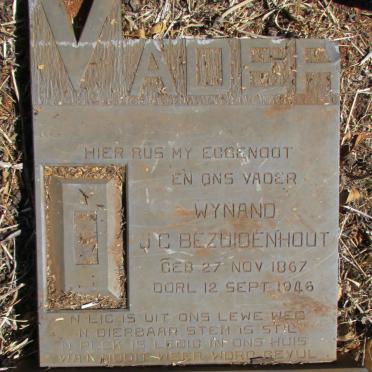 VADER
HIER RUS MY EGGENOOT
EN ONS VADER
WYNAND
J C BEZUIDENHOUT
GEB 27 NOV 1867
OORL 12 SEPT 1946
'N LIG IS UIT ONS LEWE WEG
'N DIERBAAR STEM IS STIL
'N PLEK IS LEDIG IN ONS HUIS
WAT NOOIT WEER WORD GEVUL